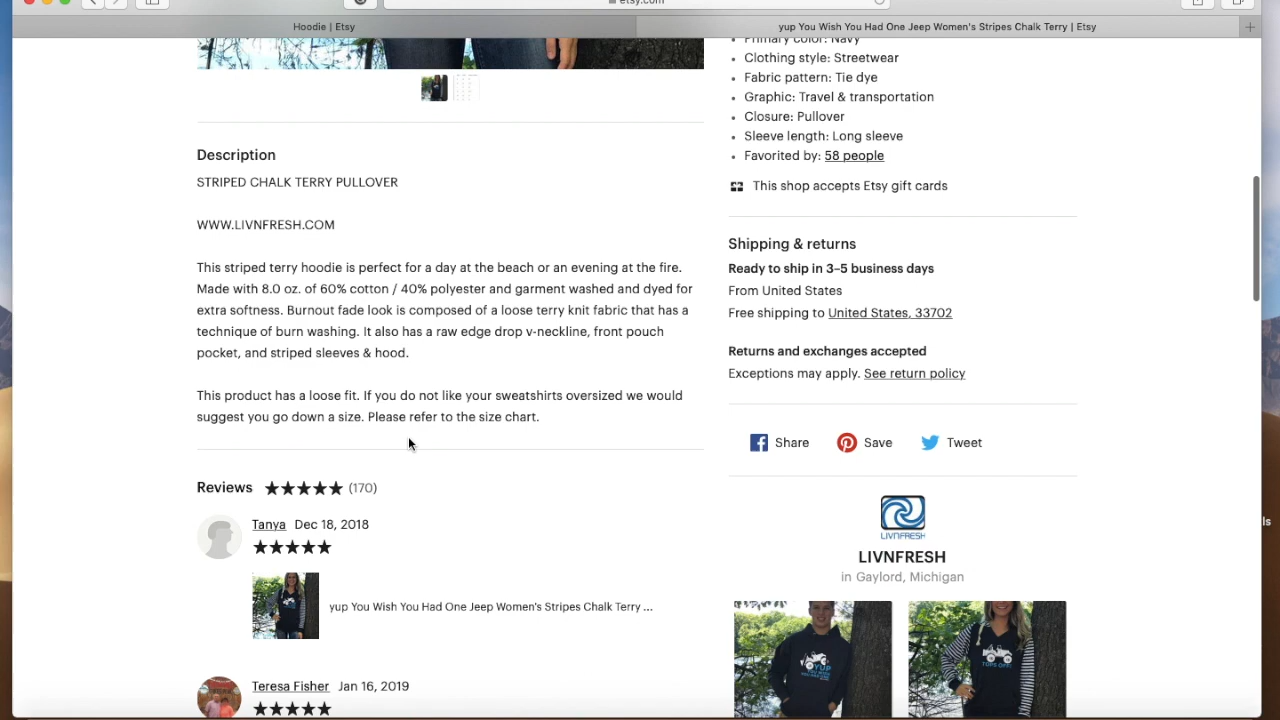 etsy.com
Hoodie | Etsy
yup You Wish You Had One Jeep Women's Stripes Chalk Terry | Etsy
Primary color: Navy
Clothing style: Streetwear
Fabric pattern: Tie dye
Graphic: Travel & transportation
Closure: Pullover
Sleeve length: Long sleeve
Favorited by: 58 people
This shop accepts Etsy gift cards
Description
STRIPED CHALK TERRY PULLOVER
WWW.LIVNFRESH.COM
This striped terry hoodie is perfect for a day at the beach or an evening at the fire.
Made with 8.0 oz. of 60% cotton / 40% polyester and garment washed and dyed for
extra softness. Burnout fade look is composed of a loose terry knit fabric that has a
technique of burn washing. It also has a raw edge drop v-neckline, front pouch
pocket, and striped sleeves & hood.
This product has a loose fit. If you do not like your sweatshirts oversized we would
suggest you go down a size. Please refer to the size chart.
Shipping & returns
Ready to ship in 3–5 business days
From United States
Free shipping to United States, 33702
Returns and exchanges accepted
Exceptions may apply. See return policy
Share
Save
Tweet
Reviews (170)
Tanya Dec 18, 2018
yup You Wish You Had One Jeep Women's Stripes Chalk Terry ...
Teresa Fisher Jan 16, 2019
LIVNFRESH
LIVNFRESH
in Gaylord, Michigan
YUP
TOPS OFF!
ls